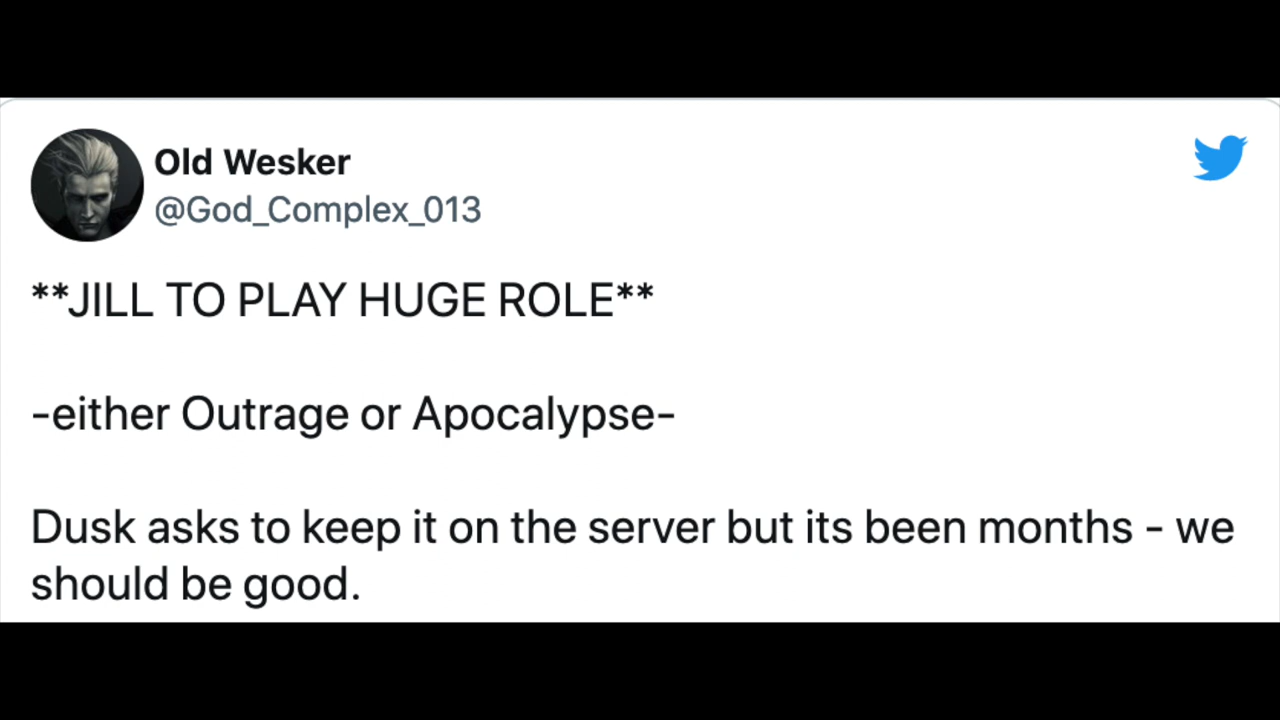 Old Wesker
@God_Complex_013
**JILL TO PLAY HUGE ROLE**
-either Outrage or Apocalypse-
Dusk asks to keep it on the server but its been months - we
should be good.